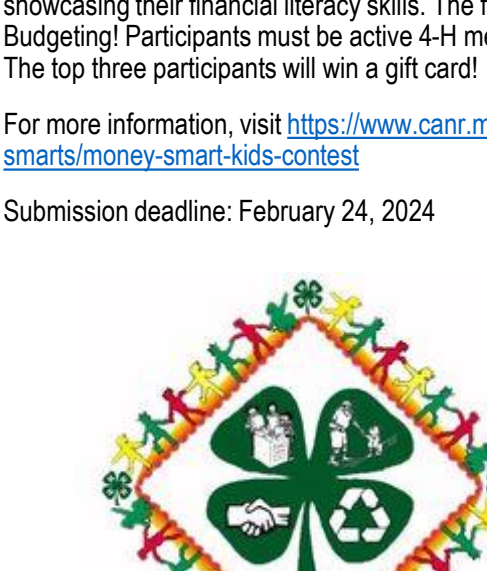 showcasing their financial literacy skills. The
Budgeting! Participants must be active 4-H
The top three participants will win a gift card!
For more information, visit https://www.canr.m
smarts/money-smart-kids-contest
Submission deadline: February 24, 2024